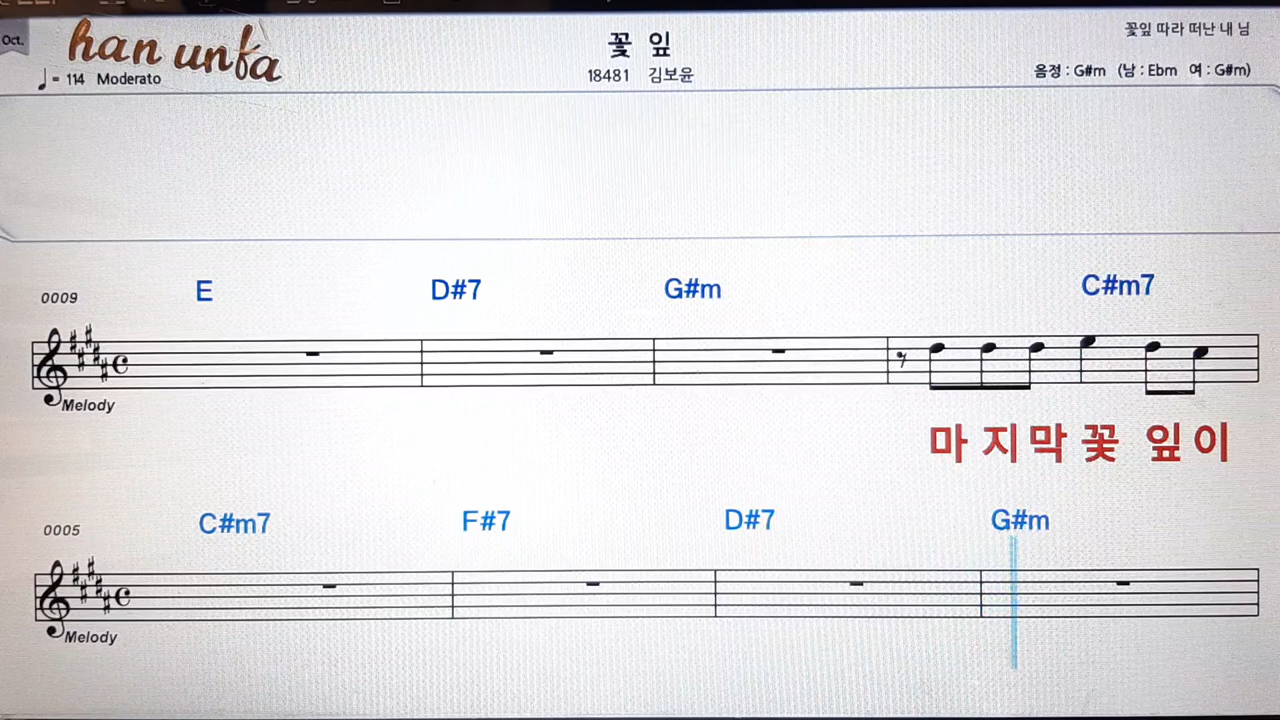 Oct.
han unfa
꽃 잎
꽃잎 따라 떠난 내 님
= 114 Moderato
18481 김보윤
음정 : G#m (남 : Ebm 여 : G#m)
E D#7 G#m C#m7
0009
Melody
마 지 막 꽃 잎 이
C#m7 F#7 D#7 G#m
0005
Melody